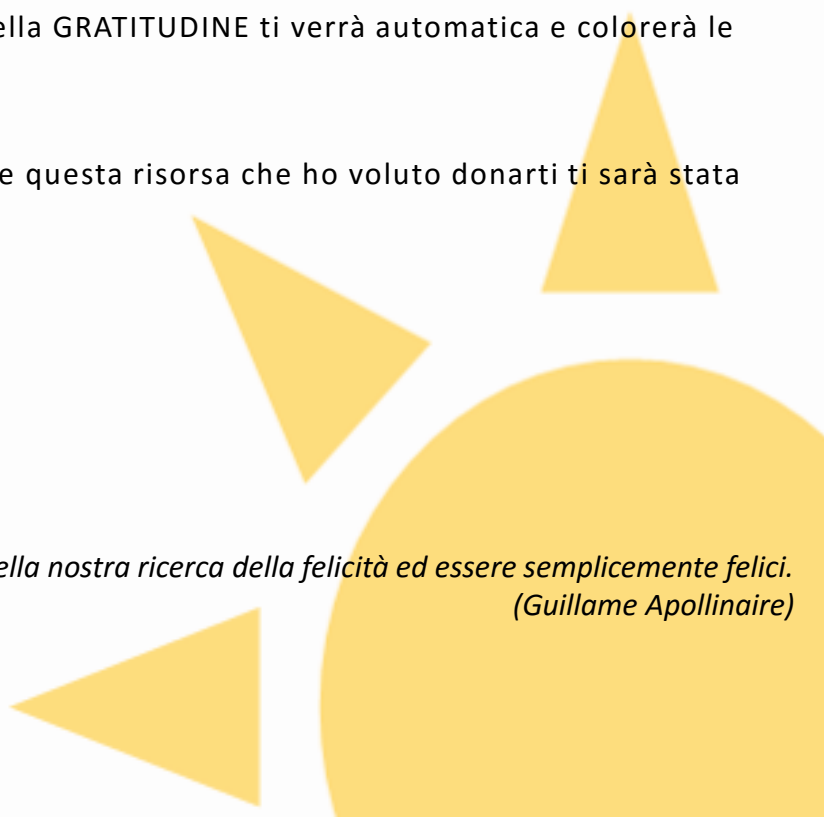 ella GRATITUDINE ti verrà automatica e colorerà le
e questa risorsa che ho voluto donarti ti sarà stata
ella nostra ricerca della felicità ed essere semplicemente felici.
(Guillame Apollinaire)